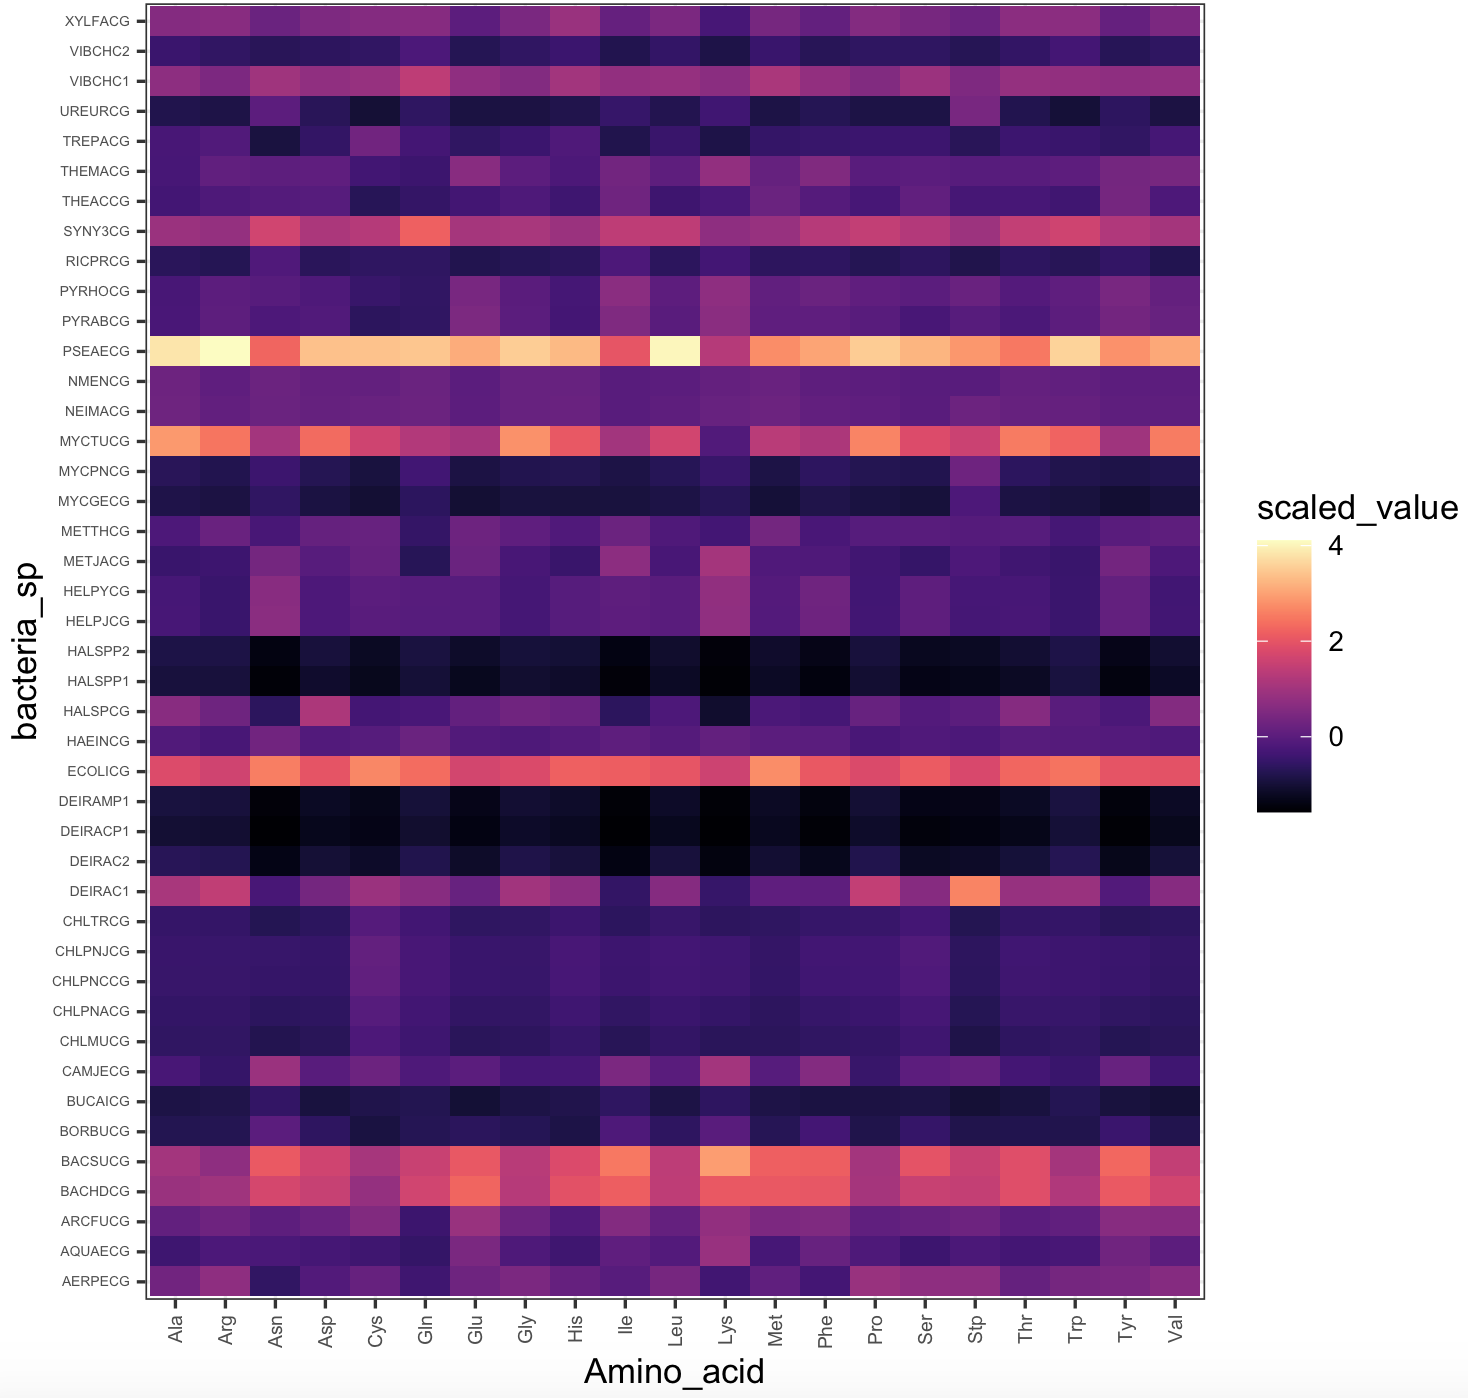 XYLFACG
VIBCHC2
VIBCHC1
UREURCG
TREPACG
THEMACG
THEACCG
SYNY3CG
RICPRCG
PYRHOCG
PYRABCG
PSEAECG
NMENCG
NEIMACG
MYCTUCG
MYCPNCG
MYCGECG
METTHCG
METJACG
HELPYCG
HELPJCG
HALSPP2
HALSPP1
HALSPCG
HAEINCG
ECOLICG
DEIRAMP1
DEIRACP1
DEIRAC2
DEIRAC1
CHLTRCG
CHLPNJCG
CHLPNCCG
CHLPNACG
CHLMUCG
CAMJECG
BUCAICG
BORBUCG
BACSUCG
BACHDCG
ARCFUCG
AQUAECG
AERPECG
bacteria_sp
Ala Arg Asn Asp Cys Gln Glu Gly His Ile Leu Lys Met Phe Pro Ser Stp Thr Trp Tyr Val
Amino_acid
scaled_value
4
2
0